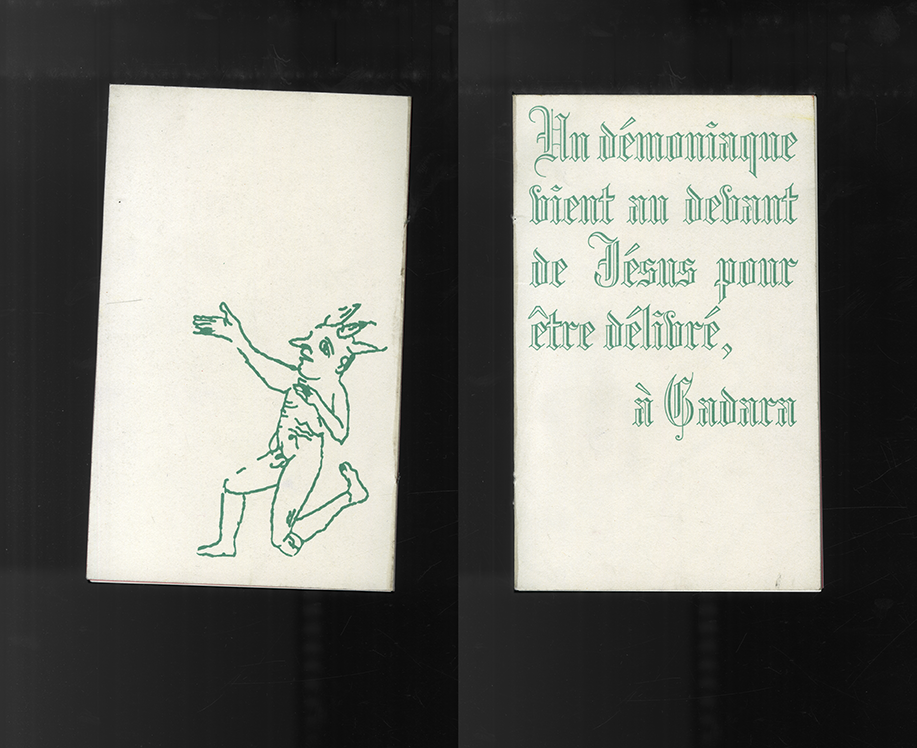 Un démoniaque
vient au devant
de Jésus pour
être délivré,
à Gadara